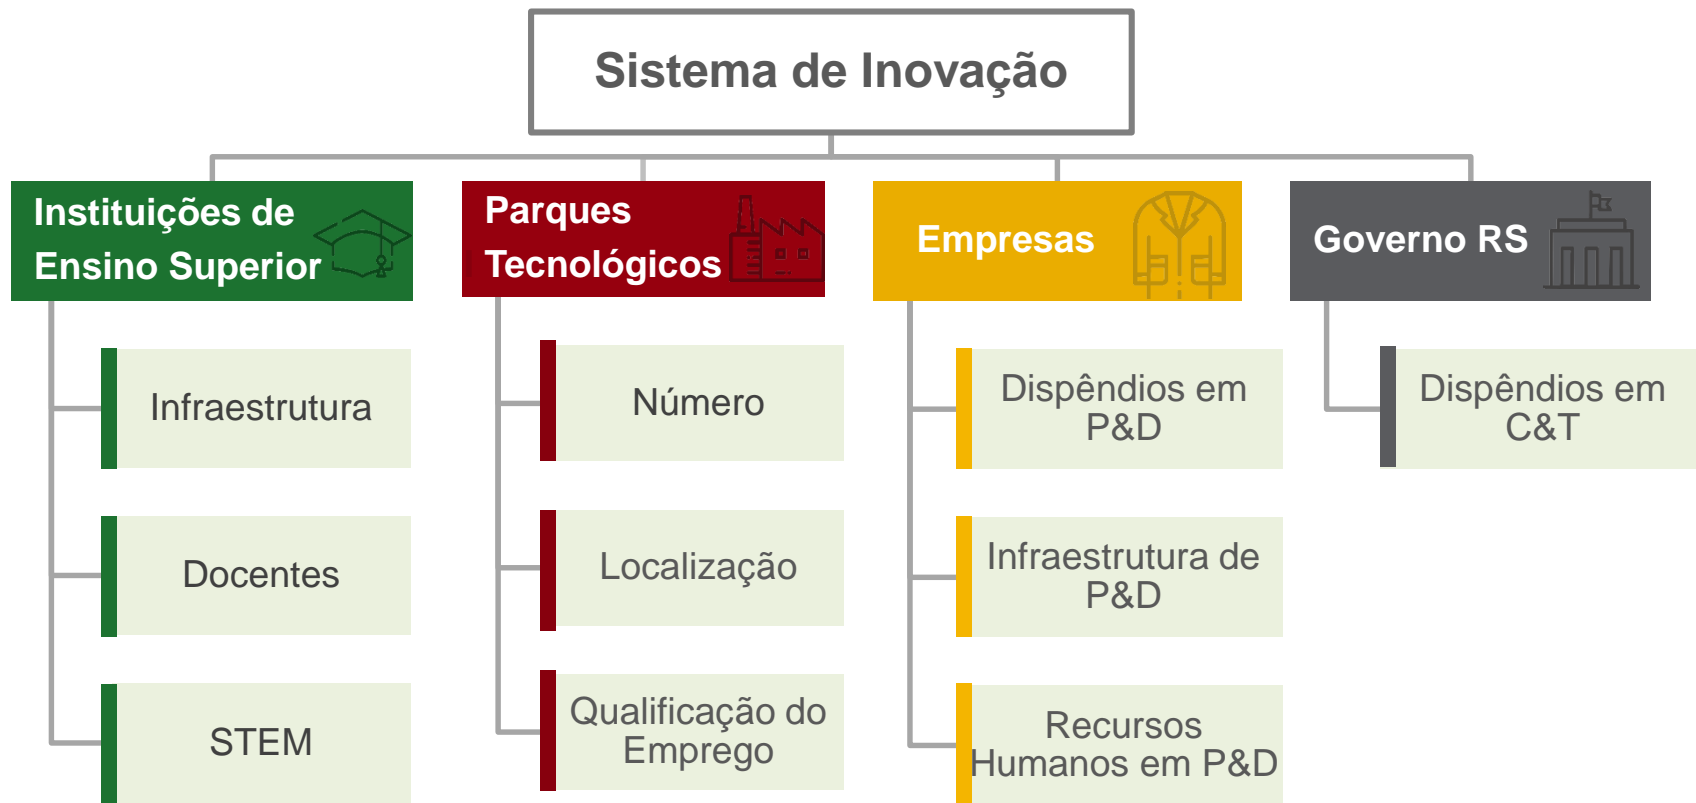 Sistema de Inovação
Instituições de
Ensino Superior
Infraestrutura
Docentes
STEM
Parques
Tecnológicos
Número
Localização
Qualificação do
Emprego
Empresas
Dispêndios em
P&D
Infraestrutura de
P&D
Recursos
Humanos em P&D
Governo RS
Dispêndios em
C&T